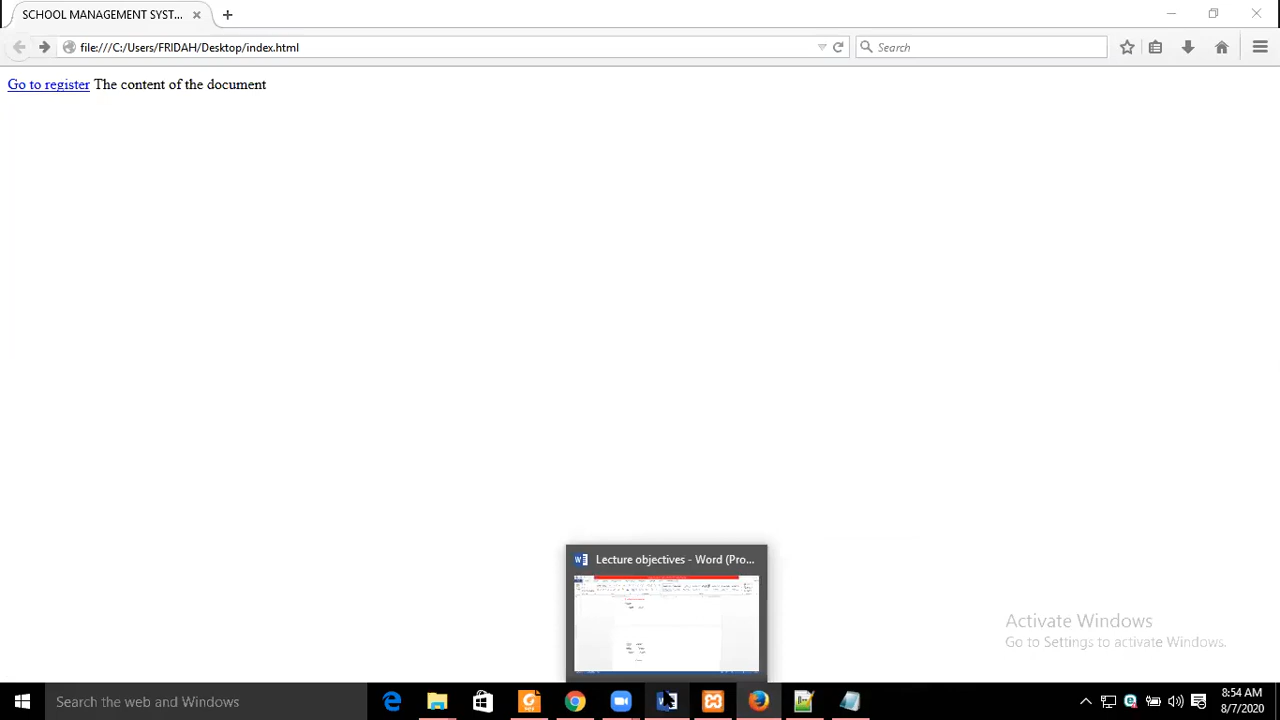 SCHOOL MANAGEMENT SYST...
file:///C:/Users/FRIDAH/Desktop/index.html
Search
Go to register The content of the document
Lecture objectives - Word (Pro...
Activate Windows
Go to Settings to activate Windows.
Search the web and Windows
8:54 AM
8/7/2020